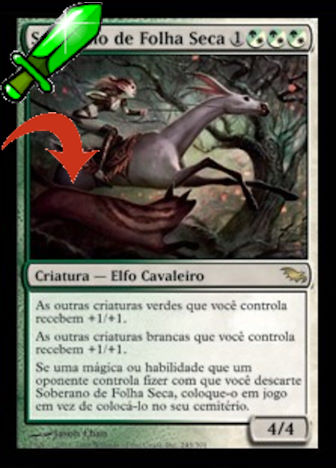 de Folha Seca 1
Criatura — Elfo Cavaleiro
As outras criaturas verdes que você controla
recebem +1/+1.
As outras criaturas brancas que você controla
recebem +1/+1.
Se uma mágica ou habilidade que um
oponente controla fizer com que você descarte
Soberano de Folha Seca, coloque-o em jogo
em vez de colocá-lo no seu cemitério.
4/4
Jason Chan